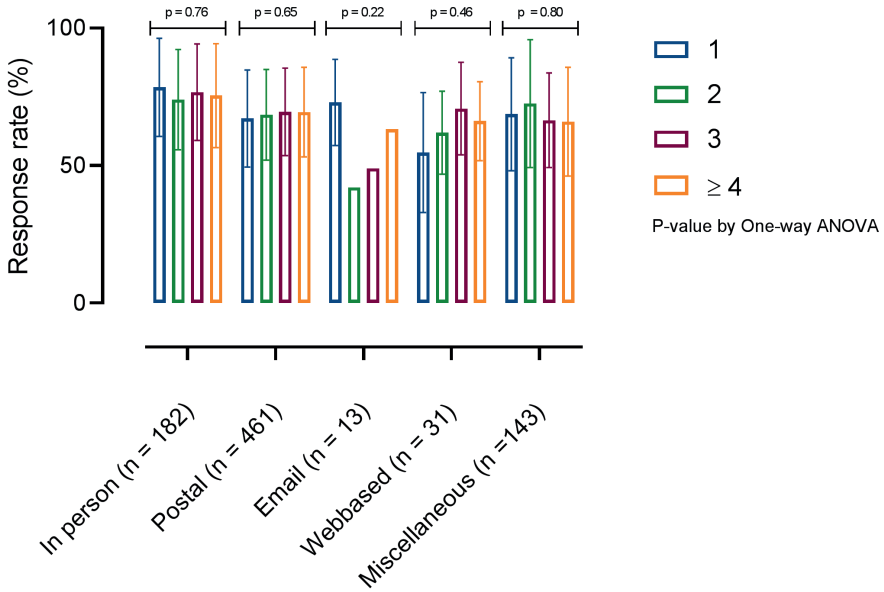 p = 0.76
p = 0.65
p = 0.22
p = 0.46
p = 0.80
Response rate (%)
100
50
0
1
2
3
≥ 4
P-value by One-way ANOVA
In person (n = 182)
Postal (n = 461)
Email (n = 13)
Webbased (n = 31)
Miscellaneous (n =143)